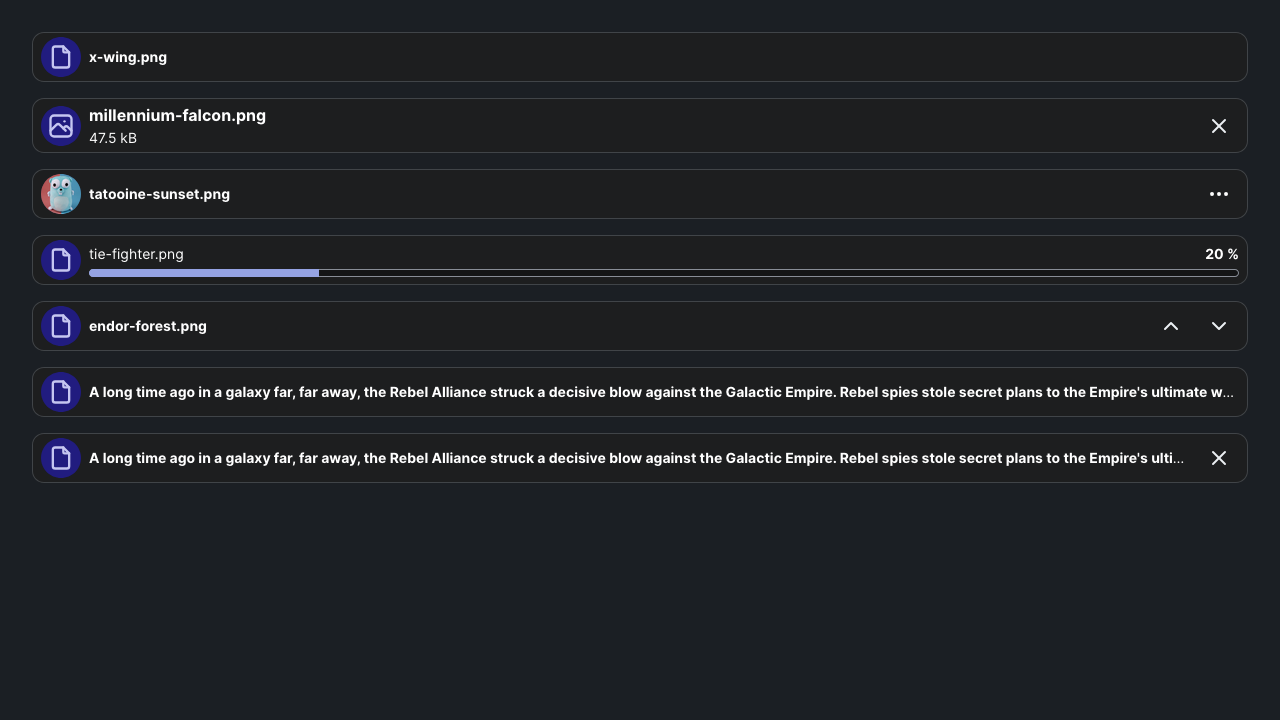 x-wing.png
millennium-falcon.png
47.5 kB
tatooine-sunset.png
tie-fighter.png
20 %
endor-forest.png
A long time ago in a galaxy far, far away, the Rebel Alliance struck a decisive blow against the Galactic Empire. Rebel spies stole secret plans to the Empire's ultimate w...
A long time ago in a galaxy far, far away, the Rebel Alliance struck a decisive blow against the Galactic Empire. Rebel spies stole secret plans to the Empire's ulti...